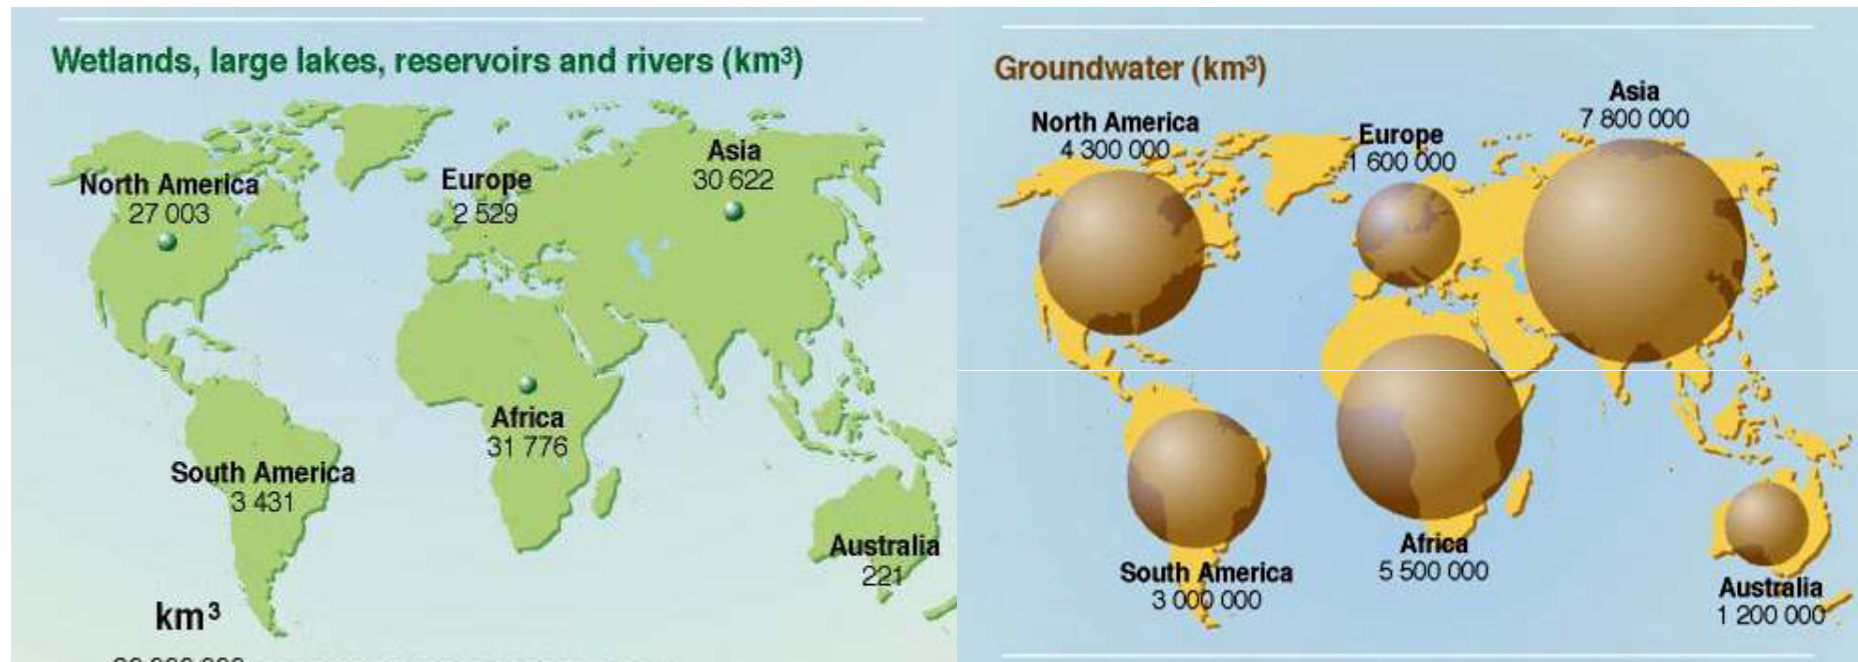 Wetlands, large lakes, reservoirs and rivers (km³)
North America
27 003
Europe
2 529
Asia
30 622
Africa
31 776
South America
3 431
Australia
221
km³
Groundwater (km³)
North America
4 300 000
Europe
1 600 000
Asia
7 800 000
Africa
5 500 000
South America
3 000 000
Australia
1 200 000